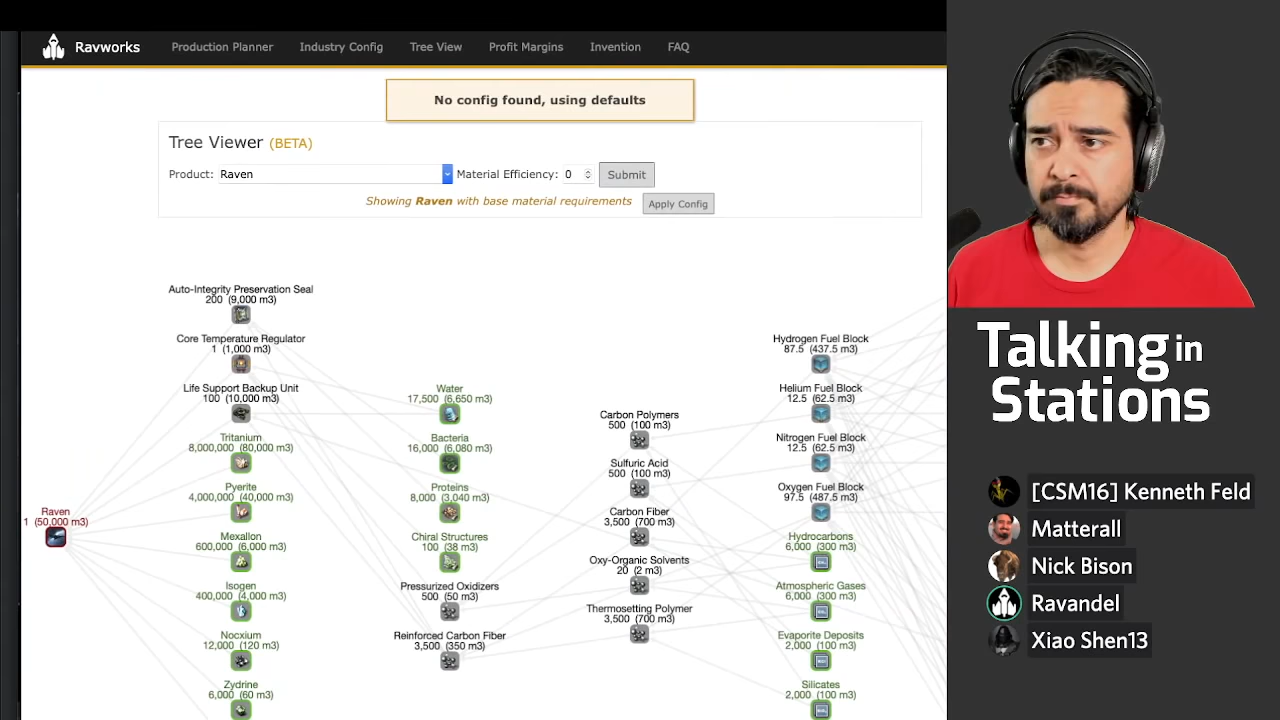 Ravworks
Production Planner
Industry Config
Tree View
Profit Margins
Invention
FAQ
No config found, using defaults
Tree Viewer (BETA)
Product: Raven
Material Efficiency: 0
Submit
Showing Raven with base material requirements
Apply Config
Raven
1 (50,000 m3)
Auto-Integrity Preservation Seal
200 (9,000 m3)
Core Temperature Regulator
1 (1,000 m3)
Life Support Backup Unit
100 (10,000 m3)
Tritanium
8,000,000 (80,000 m3)
Pyerite
4,000,000 (40,000 m3)
Mexallon
600,000 (6,000 m3)
Isogen
400,000 (4,000 m3)
Nocxium
12,000 (120 m3)
Zydrine
6,000 (60 m3)
Water
17,500 (6,650 m3)
Bacteria
16,000 (6,080 m3)
Proteins
8,000 (3,040 m3)
Chiral Structures
100 (38 m3)
Pressurized Oxidizers
500 (50 m3)
Reinforced Carbon Fiber
3,500 (350 m3)
Carbon Polymers
500 (100 m3)
Sulfuric Acid
500 (100 m3)
Carbon Fiber
3,500 (700 m3)
Oxy-Organic Solvents
20 (2 m3)
Thermosetting Polymer
3,500 (700 m3)
Hydrogen Fuel Block
87.5 (437.5 m3)
Helium Fuel Block
12.5 (62.5 m3)
Nitrogen Fuel Block
12.5 (62.5 m3)
Oxygen Fuel Block
97.5 (487.5 m3)
Hydrocarbons
6,000 (300 m3)
Atmospheric Gases
6,000 (300 m3)
Evaporite Deposits
2,000 (100 m3)
Silicates
2,000 (100 m3)
Talking in
Stations
[CSM16] Kenneth Feld
Matterall
Nick Bison
Ravandel
Xiao Shen13